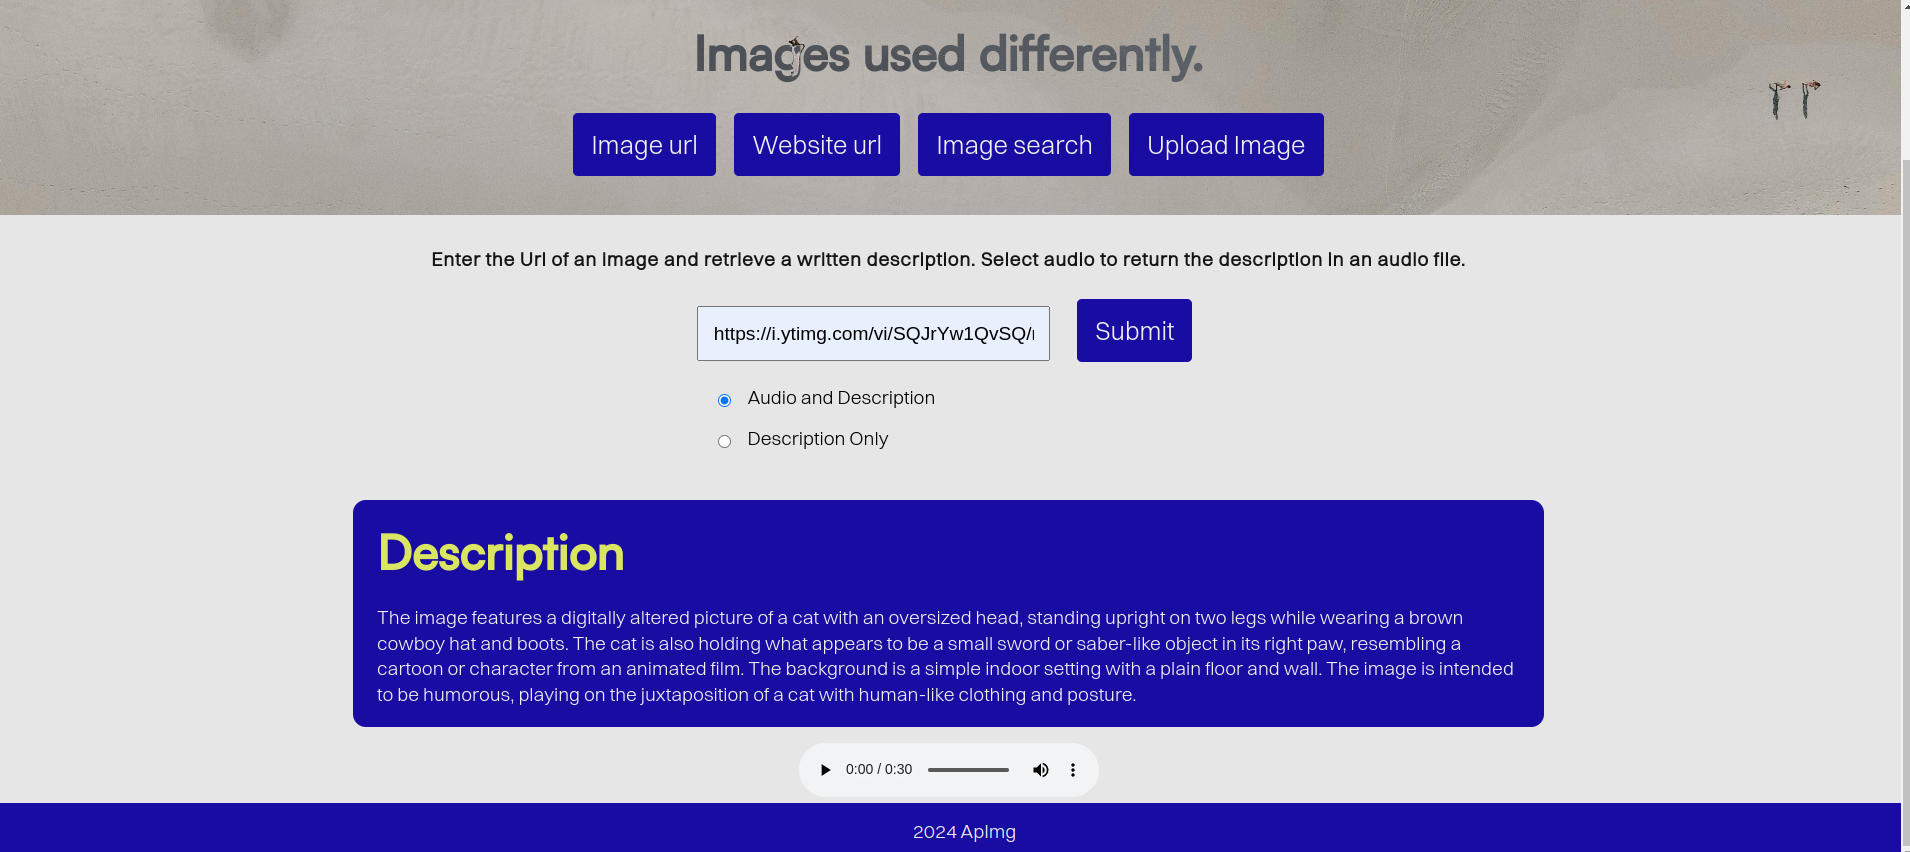 Images used differently.
Image url
Website url
Image search
Upload Image
Enter the Url of an image and retrieve a written description. Select audio to return the description in an audio file.
https://i.ytimg.com/vi/SQJrYw1QvSQ/
Submit
Audio and Description
Description Only
Description
The image features a digitally altered picture of a cat with an oversized head, standing upright on two legs while wearing a brown
cowboy hat and boots. The cat is also holding what appears to be a small sword or saber-like object in its right paw, resembling a
cartoon or character from an animated film. The background is a simple indoor setting with a plain floor and wall. The image is intended
to be humorous, playing on the juxtaposition of a cat with human-like clothing and posture.
0:00 / 0:30
2024 ApImg